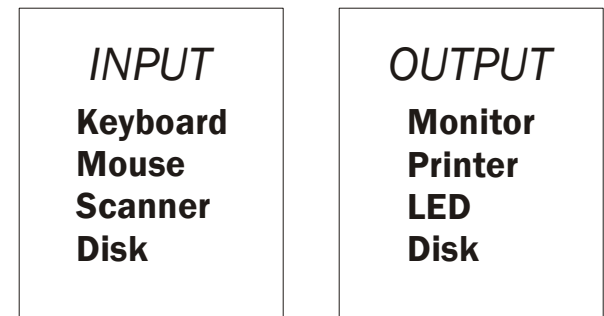 INPUT
Keyboard
Mouse
Scanner
Disk
OUTPUT
Monitor
Printer
LED
Disk